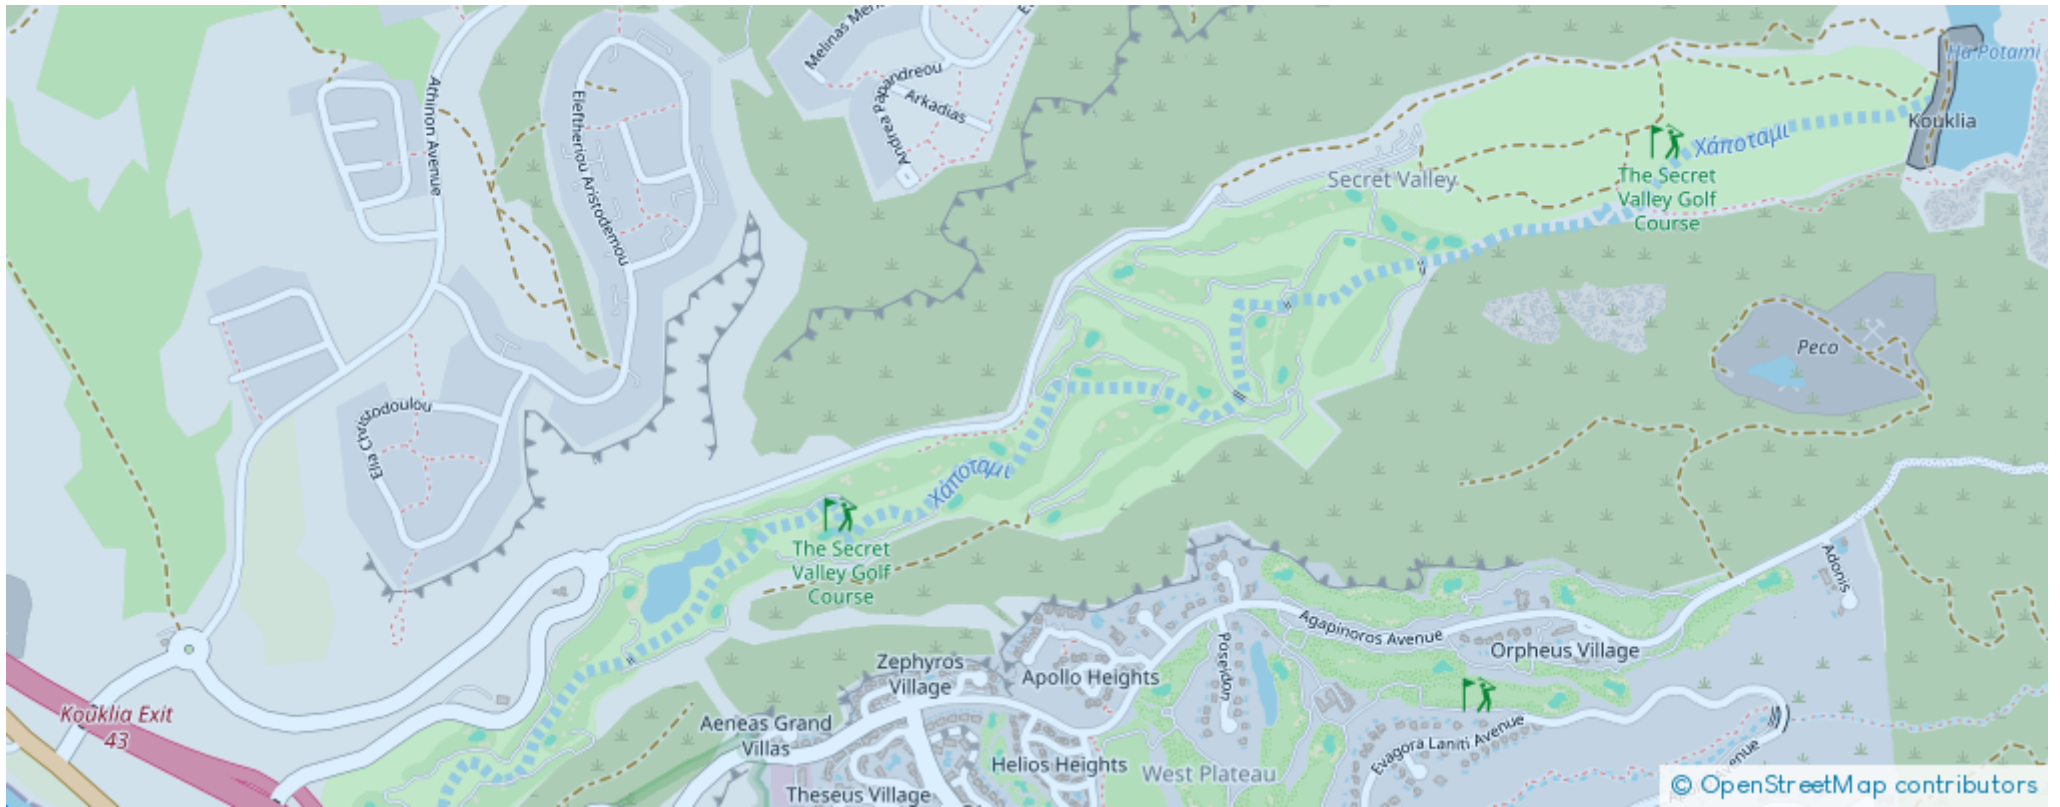 Melinas Mer
Ha Potami
Athinon Avenue
Eleftheriou Aristodemou
Andrea Papandreou
Arkadias
Kouklia
Χάποταμι
Secret Valley
The Secret
Valley Golf
Course
Peco
Elia Christodoulou
Χάποταμι
The Secret
Valley Golf
Course
Adonis
Agapinoros Avenue
Poseidon
Orpheus Village
Zephyros
Village
Apollo Heights
Kouklia Exit
43
Aeneas Grand
Villas
Evagora Laniti Avenue
Helios Heights
West Plateau
Avenue
Theseus Village
© OpenStreetMap contributors